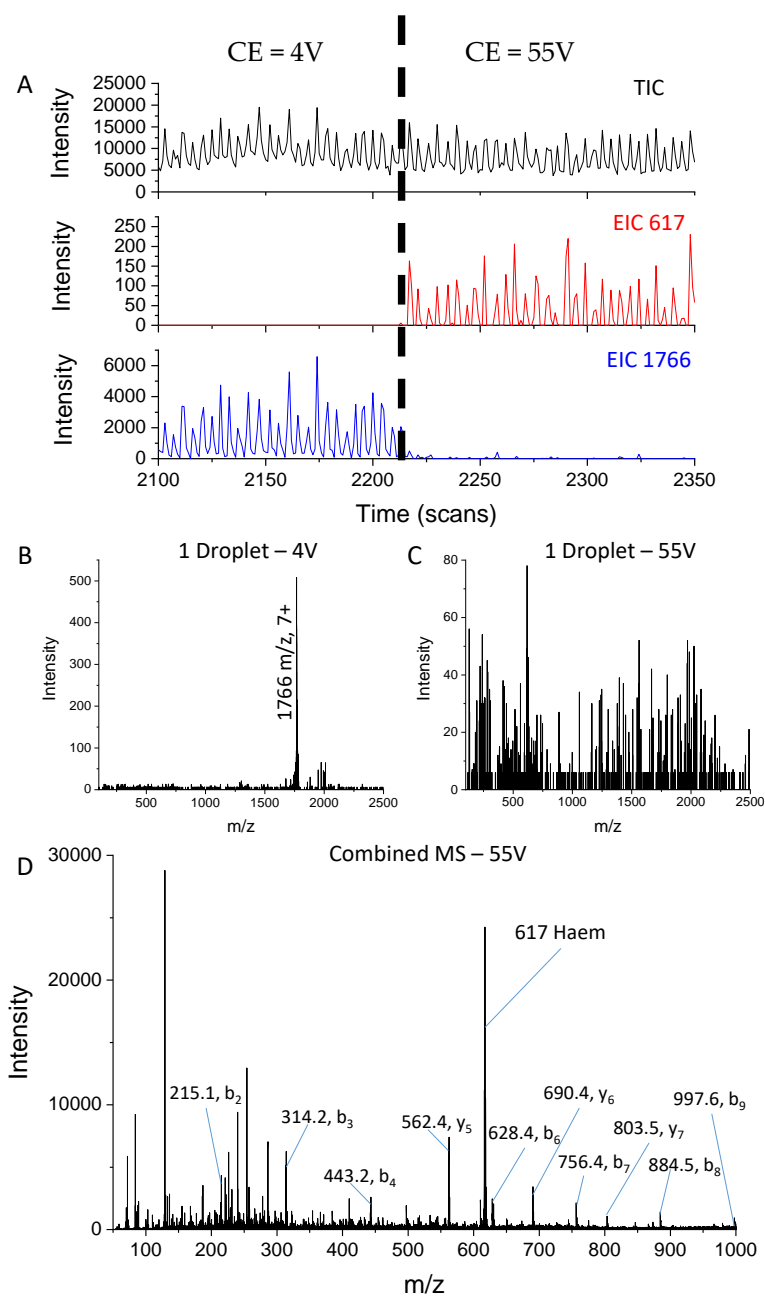 CE = 4V
CE = 55V
A
TIC
25000
20000
15000
10000
5000
0
Intensity
EIC 617
250
200
150
100
50
0
Intensity
EIC 1766
6000
4000
2000
0
Intensity
2100 2150 2200 2250 2300 2350
Time (scans)
B
1 Droplet – 4V
500
400
300
200
100
0
Intensity
1766 m/z, 7+
500 1000 1500 2000 2500
m/z
C
1 Droplet – 55V
80
60
40
20
0
Intensity
500 1000 1500 2000 2500
m/z
D
Combined MS – 55V
30000
20000
10000
0
Intensity
617 Haem
215.1, b2
314.2, b3
443.2, b4
562.4, y5
628.4, b6
690.4, y6
756.4, b7
803.5, y7
884.5, b8
997.6, b9
100 200 300 400 500 600 700 800 900 1000
m/z